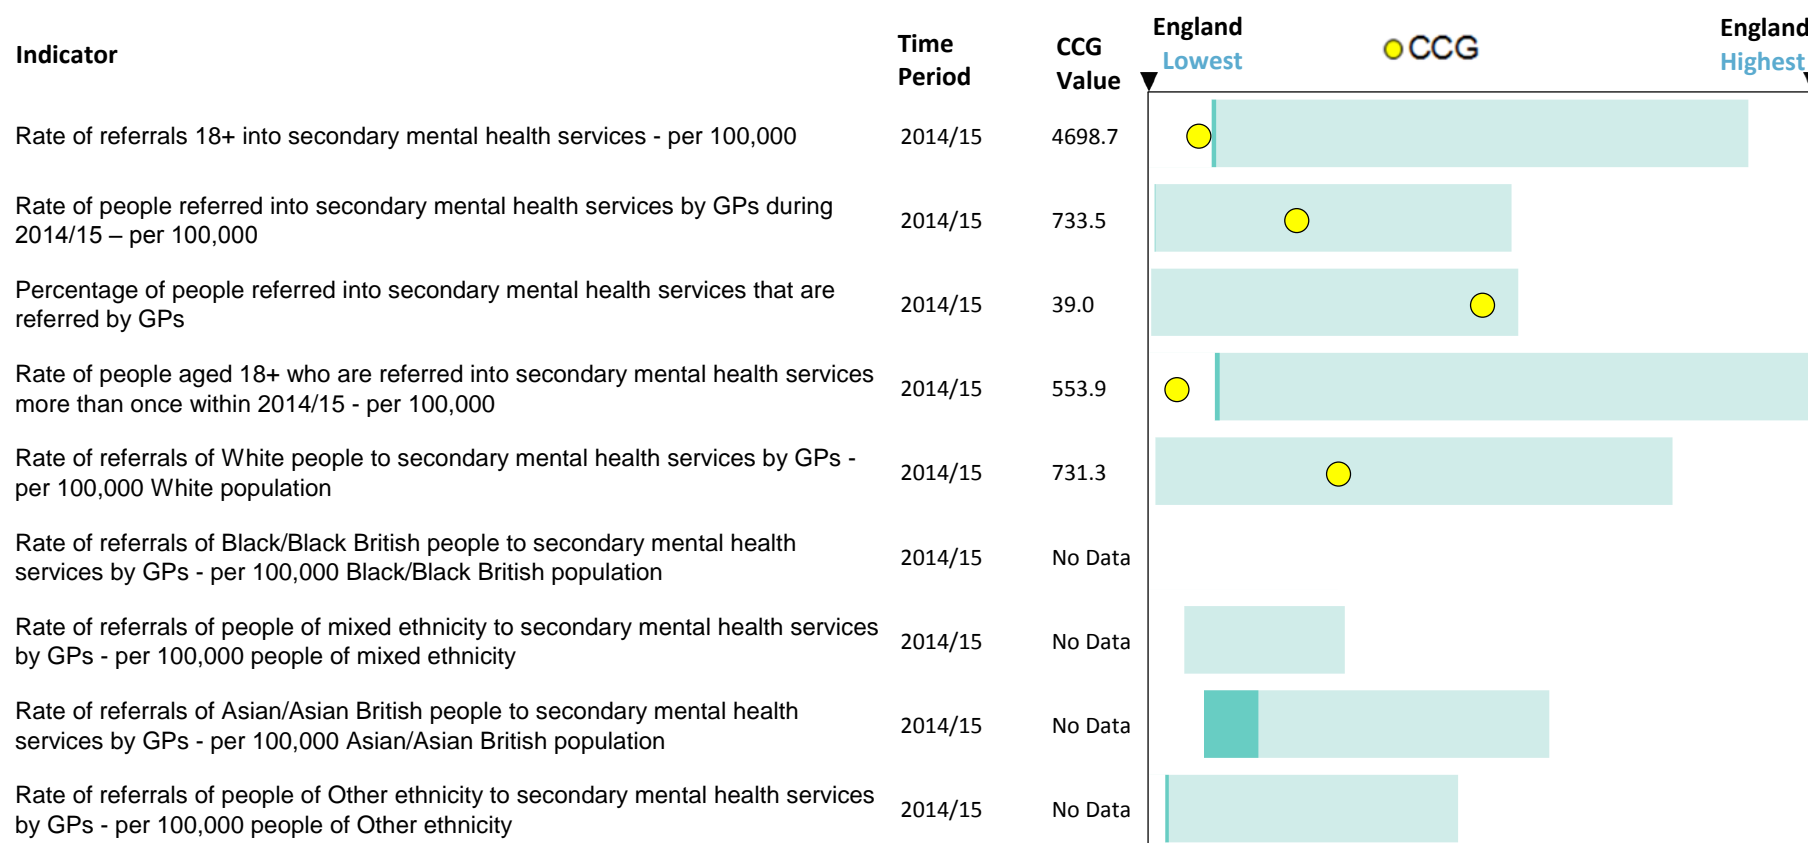 Indicator
Time Period
CCG Value
England Lowest
CCG
England Highest
Rate of referrals 18+ into secondary mental health services - per 100,000
2014/15
4698.7
Rate of people referred into secondary mental health services by GPs during
2014/15 – per 100,000
2014/15
733.5
Percentage of people referred into secondary mental health services that are
referred by GPs
2014/15
39.0
Rate of people aged 18+ who are referred into secondary mental health services
more than once within 2014/15 - per 100,000
2014/15
553.9
Rate of referrals of White people to secondary mental health services by GPs -
per 100,000 White population
2014/15
731.3
Rate of referrals of Black/Black British people to secondary mental health
services by GPs - per 100,000 Black/Black British population
2014/15
No Data
Rate of referrals of people of mixed ethnicity to secondary mental health services
by GPs - per 100,000 people of mixed ethnicity
2014/15
No Data
Rate of referrals of Asian/Asian British people to secondary mental health
services by GPs - per 100,000 Asian/Asian British population
2014/15
No Data
Rate of referrals of people of Other ethnicity to secondary mental health services
by GPs - per 100,000 people of Other ethnicity
2014/15
No Data